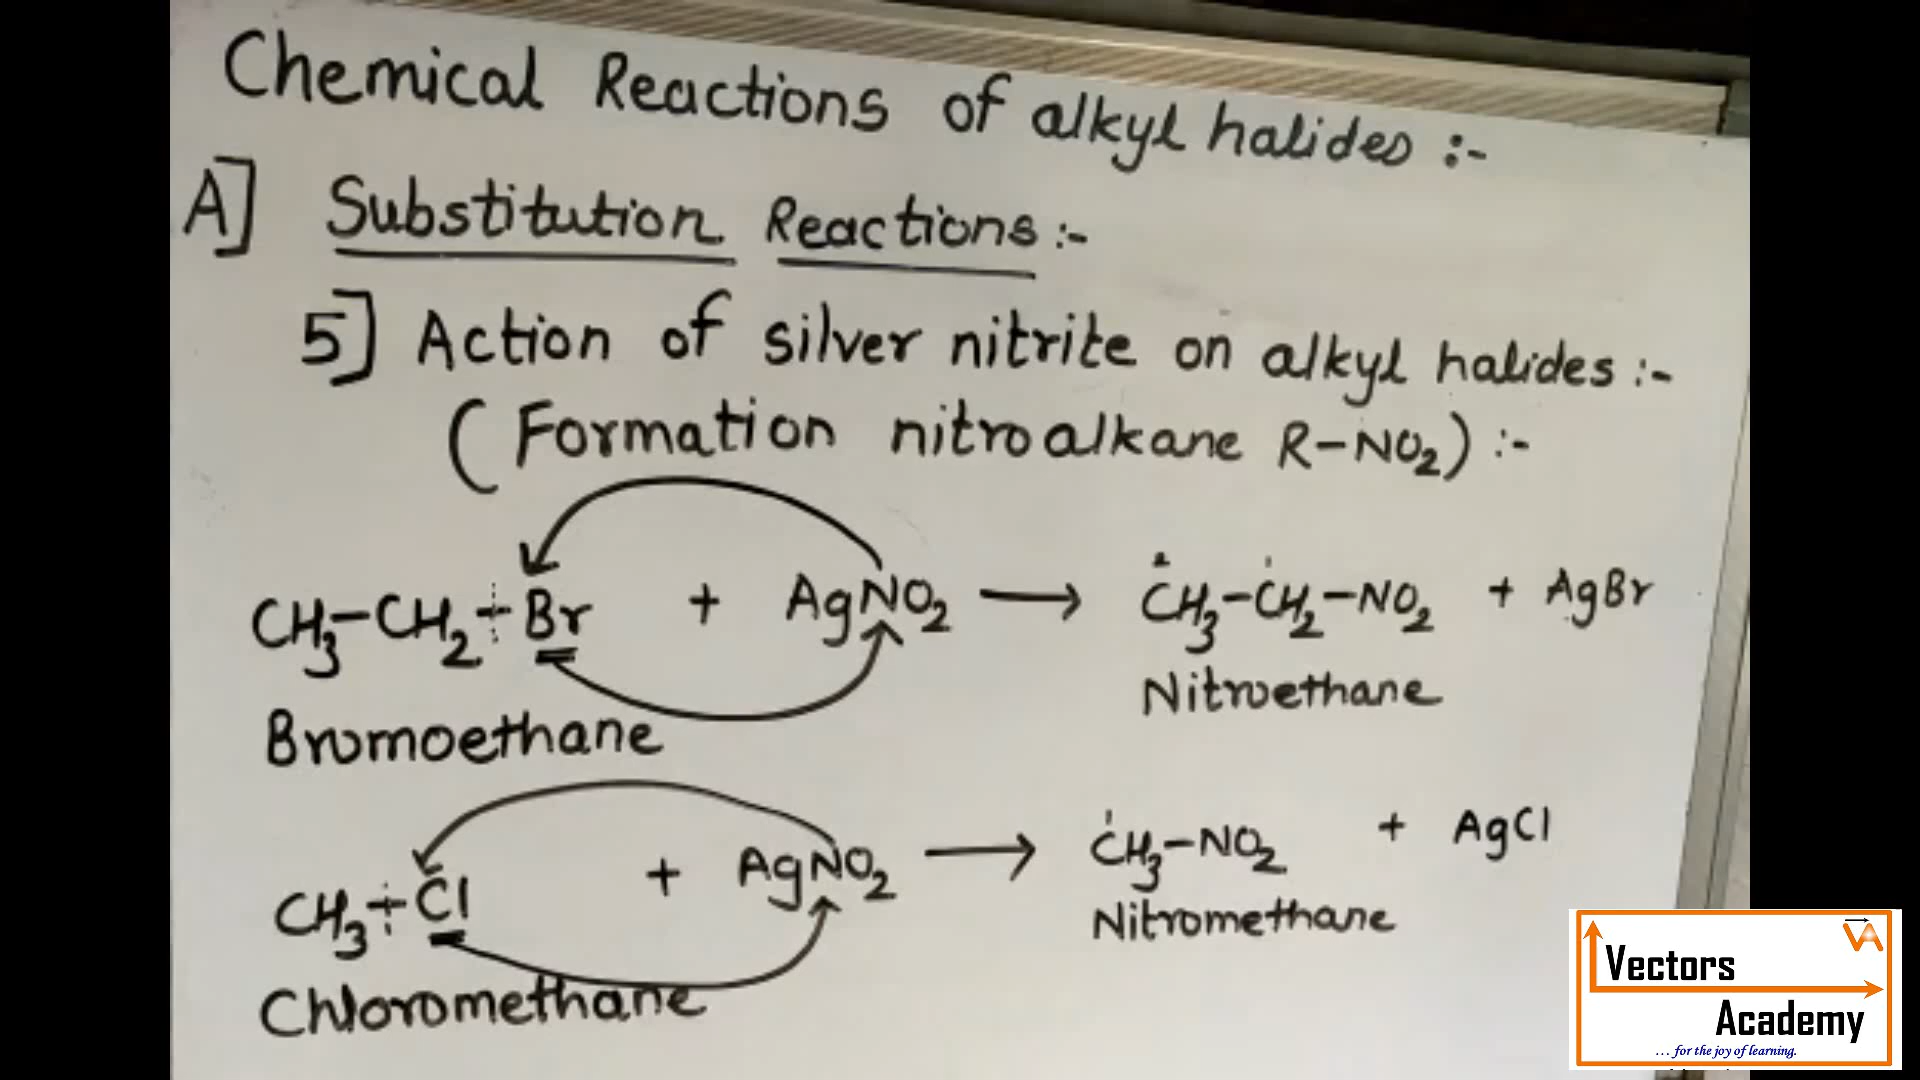 Chemical Reactions of alkyl halides :-
A] Substitution Reactions :-
5] Action of silver nitrite on alkyl halides :-
(Formation nitroalkane R-NO2) :-
CH3-CH2-Br + AgNO2 → CH3-CH2-NO2 + AgBr
Bromoethane Nitroethane
CH3-Cl + AgNO2 → CH3-NO2 + AgCl
Chloromethane Nitromethane
VA
Vectors
Academy
... for the joy of learning.